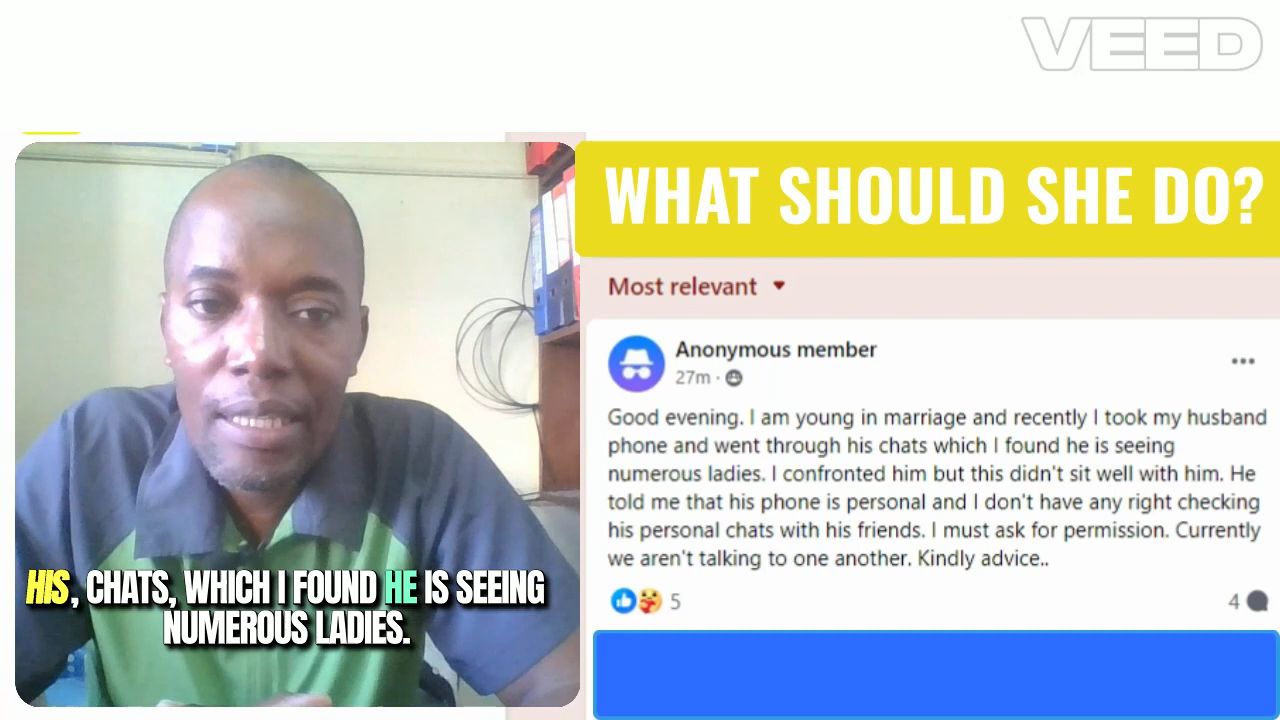 VEED
WHAT SHOULD SHE DO?
Most relevant
Anonymous member
27m ·
Good evening. I am young in marriage and recently I took my husband
phone and went through his chats which I found he is seeing
numerous ladies. I confronted him but this didn't sit well with him. He
told me that his phone is personal and I don't have any right checking
his personal chats with his friends. I must ask for permission. Currently
we aren't talking to one another. Kindly advice..
5
4
HIS, CHATS, WHICH I FOUND HE IS SEEING
NUMEROUS LADIES.